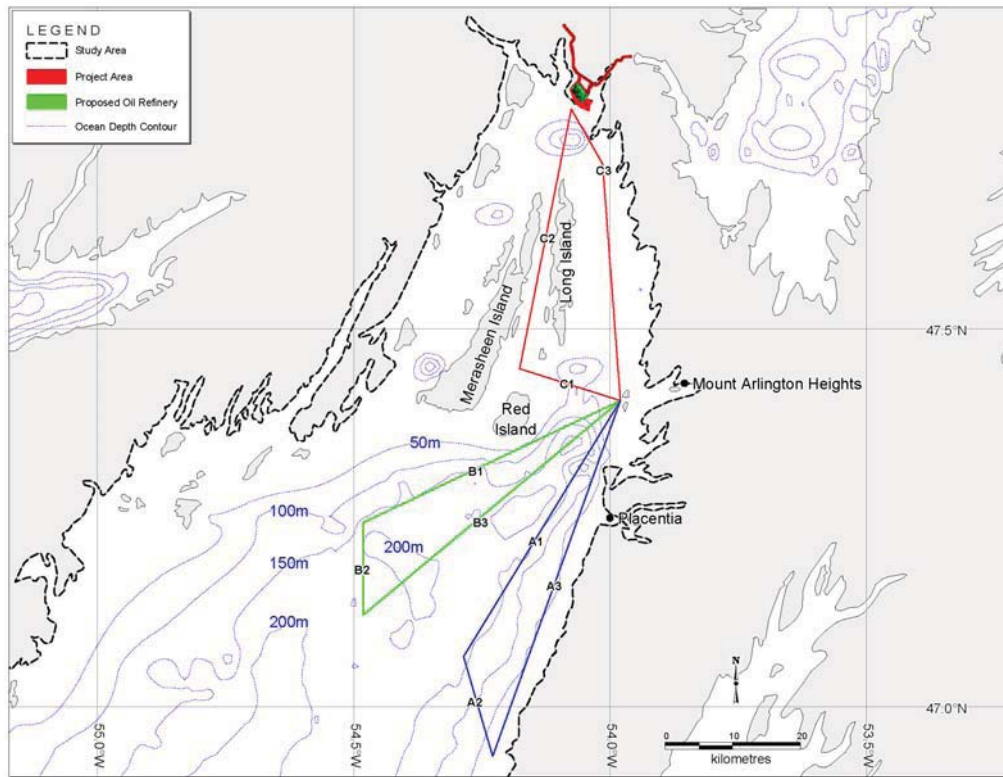 LEGEND
Study Area
Project Area
Proposed Oil Refinery
Ocean Depth Contour
C3
C2
Long Island
Merasheen Island
47.5°N
Mount Arlington Heights
C1
Red
Island
50m
B1
100m
B3
Placentia
200m
A1
150m
B2
A3
200m
N
A2
47.0°N
55.0°W
54.5°W
54.0°W
53.5°W
0 10 20
kilometres